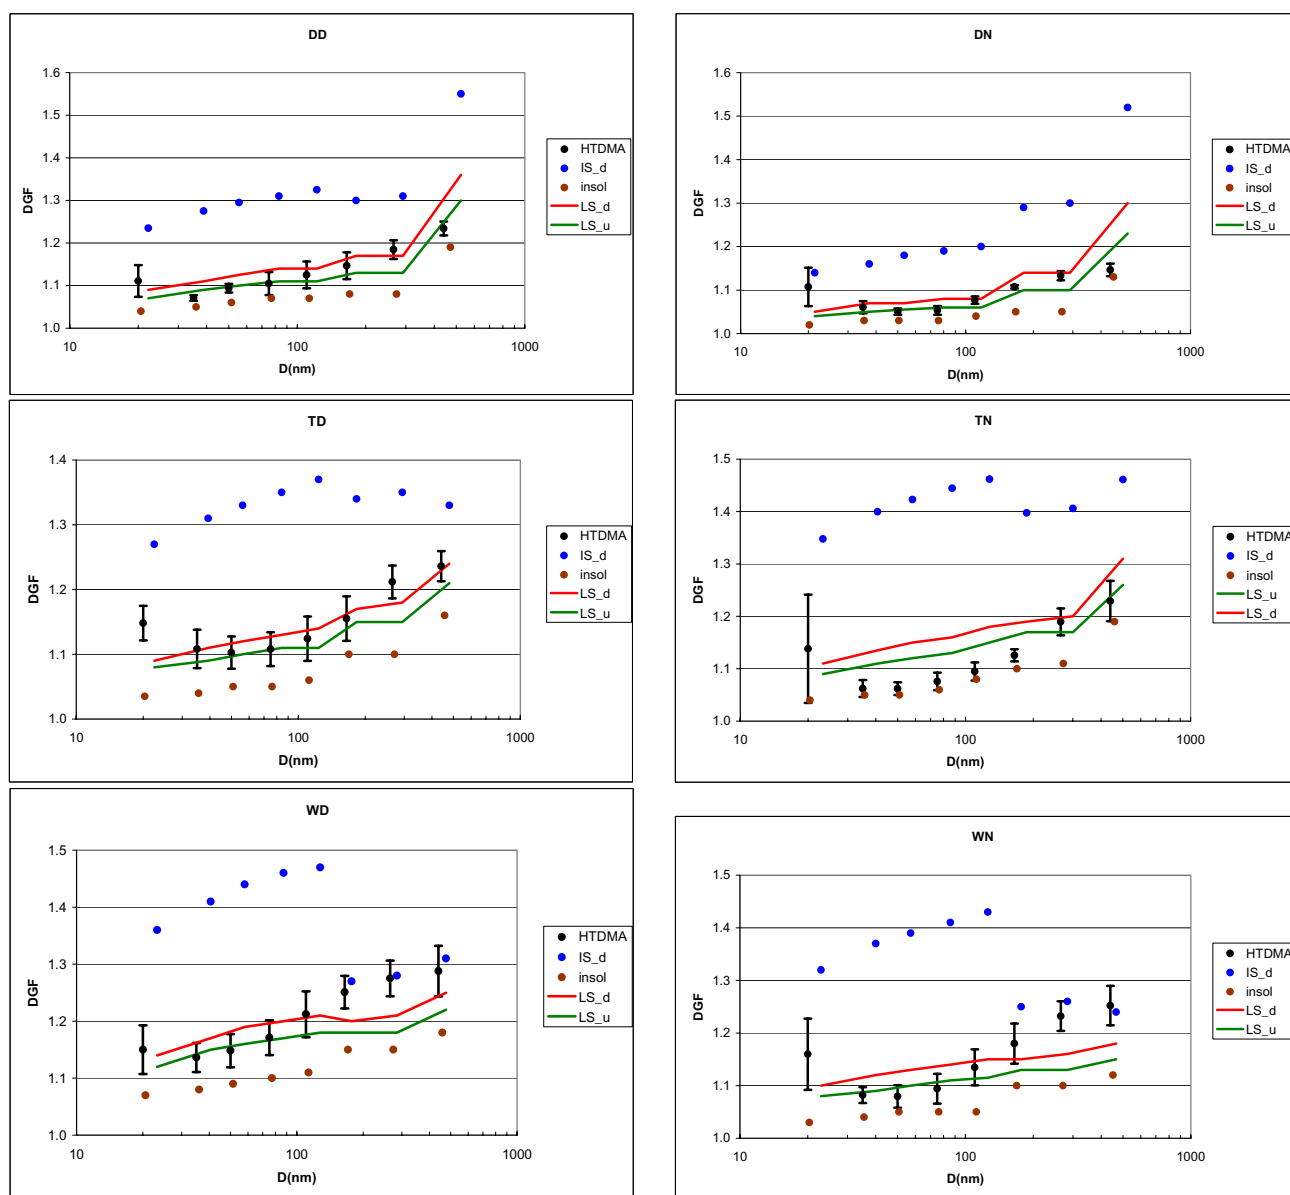 DD
1.6
1.5
1.4
1.3
1.2
1.1
1.0
DGF
10
100
1000
D(nm)
HTDMA
IS_d
insol
LS_d
LS_u
DN
1.6
1.5
1.4
1.3
1.2
1.1
1.0
DGF
10
100
1000
D(nm)
HTDMA
IS_d
insol
LS_d
LS_u
TD
1.4
1.3
1.2
1.1
1.0
DGF
10
100
1000
D(nm)
HTDMA
IS_d
insol
LS_d
LS_u
TN
1.5
1.4
1.3
1.2
1.1
1.0
DGF
10
100
1000
D(nm)
HTDMA
IS_d
insol
LS_u
LS_d
WD
1.5
1.4
1.3
1.2
1.1
1.0
DGF
10
100
1000
D(nm)
HTDMA
IS_d
insol
LS_d
LS_u
WN
1.5
1.4
1.3
1.2
1.1
1.0
DGF
10
100
1000
D(nm)
HTDMA
IS_d
insol
LS_d
LS_u